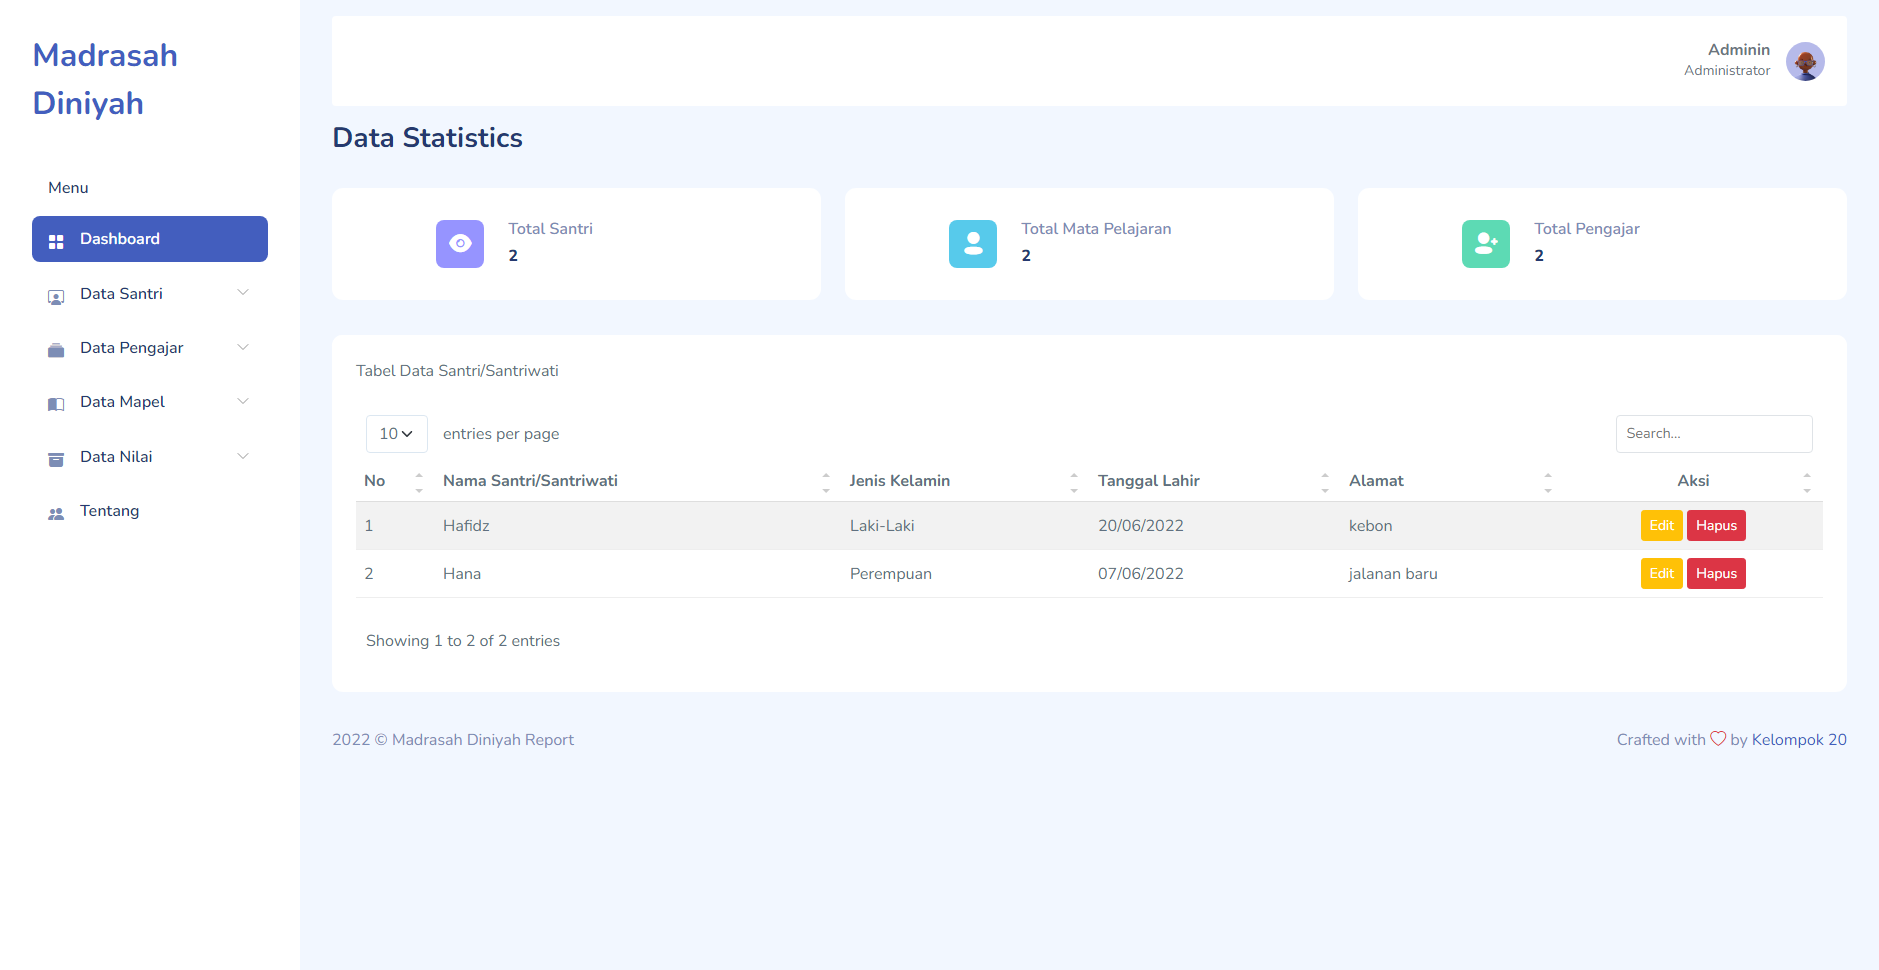 Madrasah
Diniyah
Menu
Dashboard
Data Santri
Data Pengajar
Data Mapel
Data Nilai
Tentang
Adminin
Administrator
Data Statistics
Total Santri
2
Total Mata Pelajaran
2
Total Pengajar
2
Tabel Data Santri/Santriwati
10 entries per page
Search...
No Nama Santri/Santriwati Jenis Kelamin Tanggal Lahir Alamat Aksi
1 Hafidz Laki-Laki 20/06/2022 kebon Edit Hapus
2 Hana Perempuan 07/06/2022 jalanan baru Edit Hapus
Showing 1 to 2 of 2 entries
2022 © Madrasah Diniyah Report
Crafted with ♡ by Kelompok 20